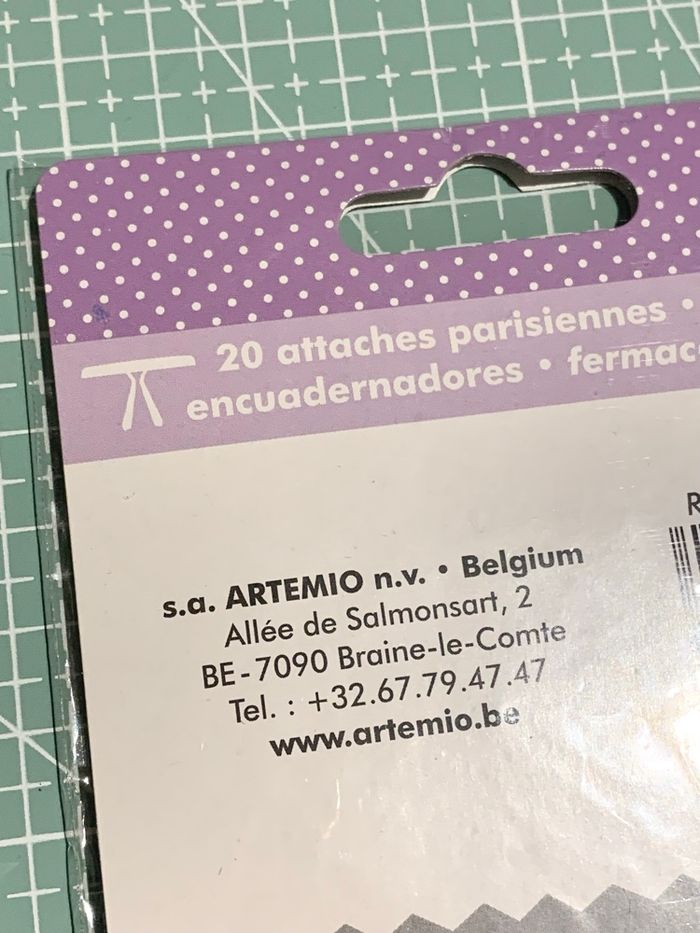 20 attaches parisiennes •
encuadernadores •
s.a. ARTEMIO n.v. • Belgium
Allée de Salmonsart, 2
BE-7090 Braine-le-Comte
Tel. : +32.67.79.47.47
www.artemio.be